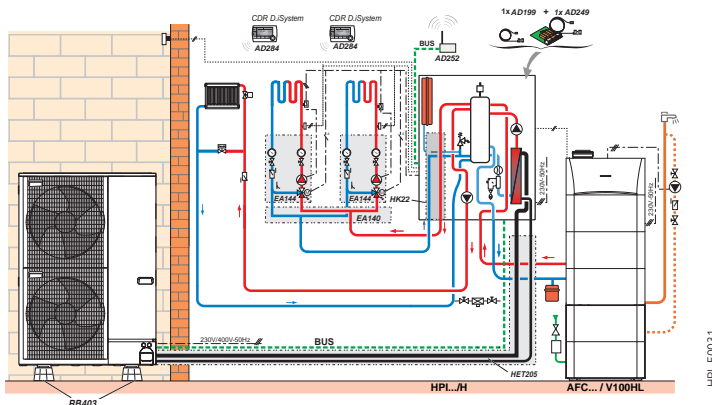 1x AD199 + 1x AD249
CDR D.iSystem
CDR D.iSystem
AD284
AD284
BUS
AD252
230V-50Hz
230V-50Hz
EA144
EA144
HK22
EA140
230V/400V-50Hz
BUS
HET205
HPI.../H
AFC... / V100HL
RB403
HPI_F0031